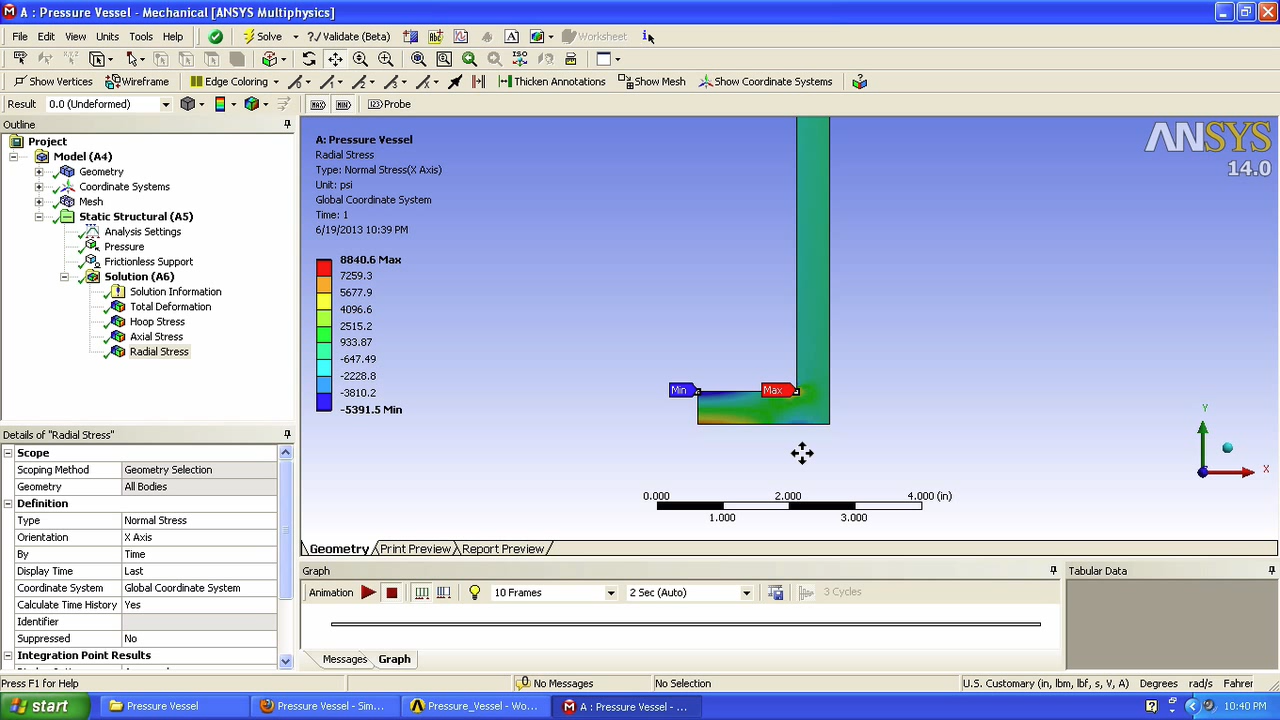 A : Pressure Vessel - Mechanical [ANSYS Multiphysics]
File Edit View Units Tools Help Solve ?/ Validate (Beta) A Worksheet i
ISO
Show Vertices Wireframe Edge Coloring Thicken Annotations Show Mesh Show Coordinate Systems
Result 0.0 (Undeformed) MAX MIN Probe
Outline
Project
Model (A4)
Geometry
Coordinate Systems
Mesh
Static Structural (A5)
Analysis Settings
Pressure
Frictionless Support
Solution (A6)
Solution Information
Total Deformation
Hoop Stress
Axial Stress
Radial Stress
Details of "Radial Stress"
Scope
Scoping Method Geometry Selection
Geometry All Bodies
Definition
Type Normal Stress
Orientation X Axis
By Time
Display Time Last
Coordinate System Global Coordinate System
Calculate Time History Yes
Identifier
Suppressed No
Integration Point Results
A: Pressure Vessel
Radial Stress
Type: Normal Stress(X Axis)
Unit: psi
Global Coordinate System
Time: 1
6/19/2013 10:39 PM
8840.6 Max
7259.3
5677.9
4096.6
2515.2
933.87
-647.49
-2228.8
-3810.2
-5391.5 Min
Min
Max
ANSYS
14.0
Y
X
0.000 2.000 4.000 (in)
1.000 3.000
Geometry Print Preview Report Preview
Graph
Animation 10 Frames 2 Sec (Auto) 3 Cycles
Messages Graph
Tabular Data
Press F1 for Help 0 No Messages No Selection U.S. Customary (in, lbm, lbf, s, V, A) Degrees rad/s Fahrer
start Pressure Vessel Pressure Vessel - Sim... Pressure_Vessel - Wo... A : Pressure Vessel - ... 10:40 PM